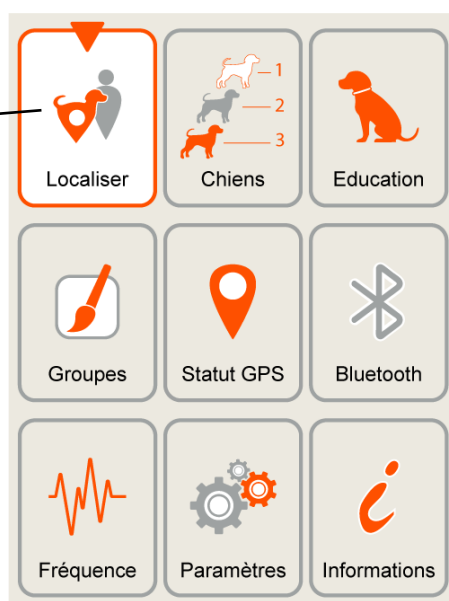 1
2
3
Localiser
Chiens
Education
Groupes
Statut GPS
Bluetooth
Fréquence
Paramètres
Informations